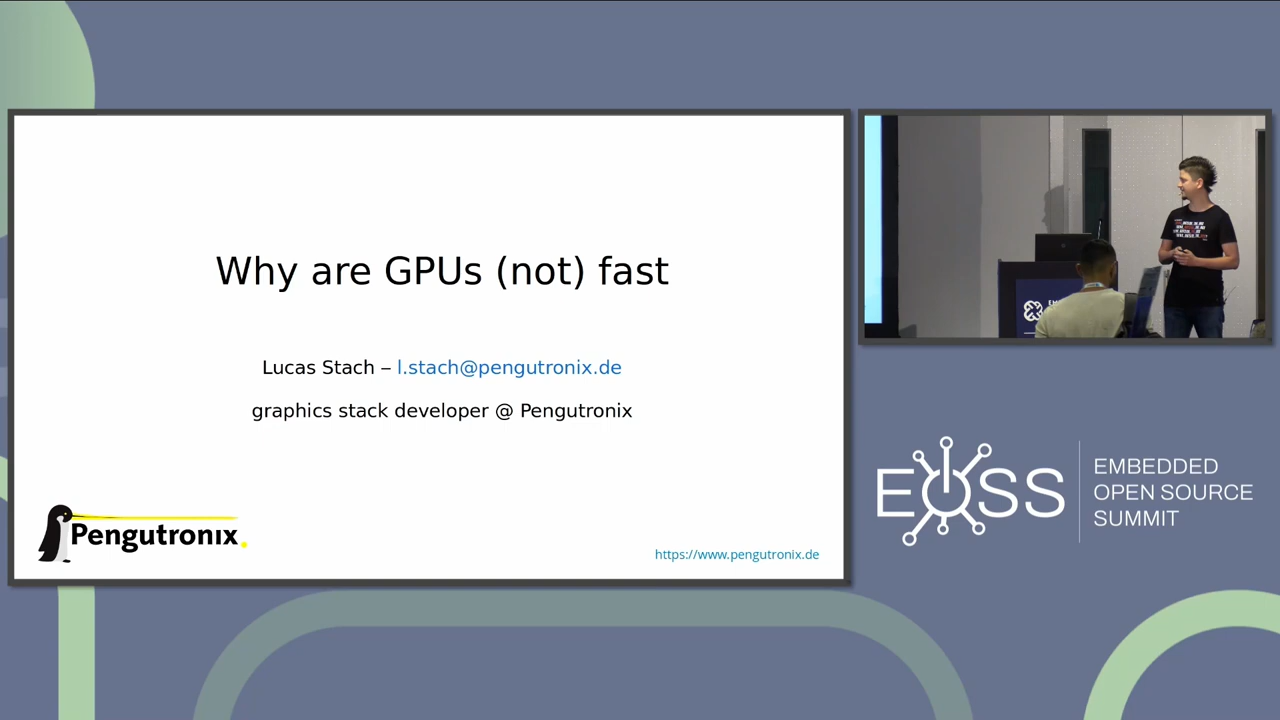 Why are GPUs (not) fast
Lucas Stach – l.stach@pengutronix.de
graphics stack developer @ Pengutronix
Pengutronix
https://www.pengutronix.de
EOSS
EMBEDDED
OPEN SOURCE
SUMMIT